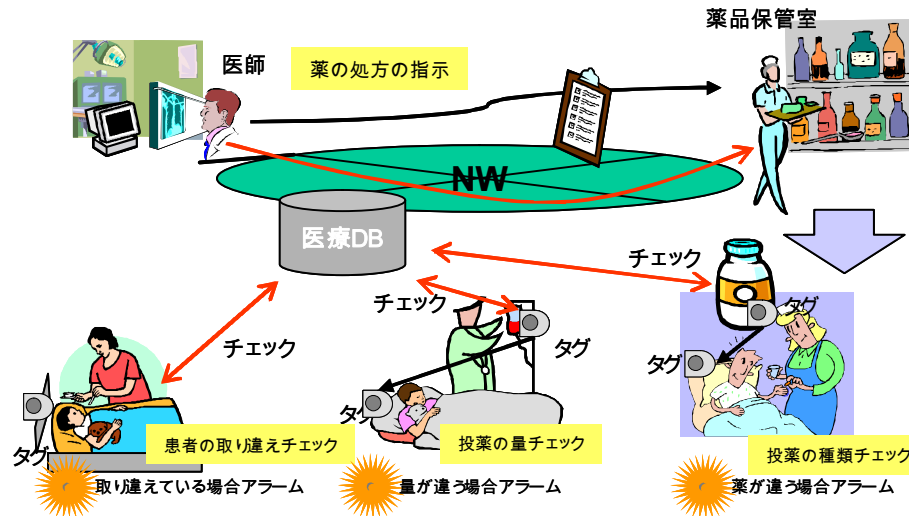 薬品保管室
医師
薬の処方の指示
NW
医療DB
チェック
チェック
チェック
タグ
タグ
タグ
タグ
タグ
患者の取り違えチェック
投薬の量チェック
投薬の種類チェック
取り違えている場合アラーム
量が違う場合アラーム
薬が違う場合アラーム